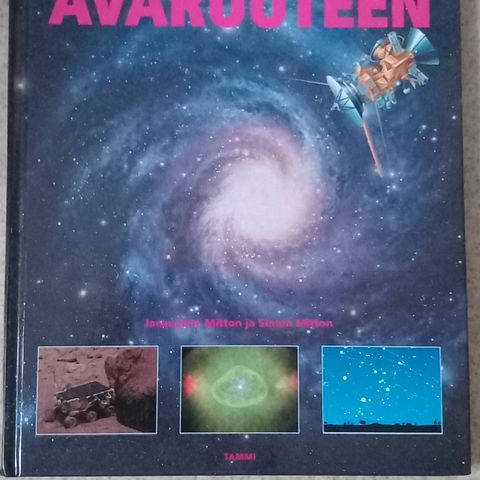 AVARUUTEEN
Jacqueline Mitton ja Simon Mitton
TAMMI